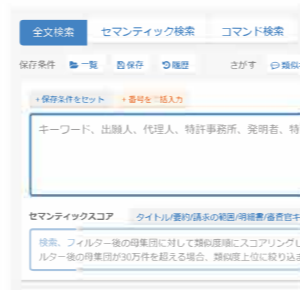 全文検索 セマンティック検索 コマンド検索
保存条件 一覧 保存 履歴 さがす 類似
+保存条件をセット +番号を一括入力
キーワード、出願人、代理人、特許事務所、発明者、特
セマンティックスコア タイトル/要約/請求の範囲/明細書/審査官キ
検索、フィルター後の母集団に対して類似度順にスコアリングし
ルター後の母集団が30万件を超える場合、類似度上位に絞り込ま